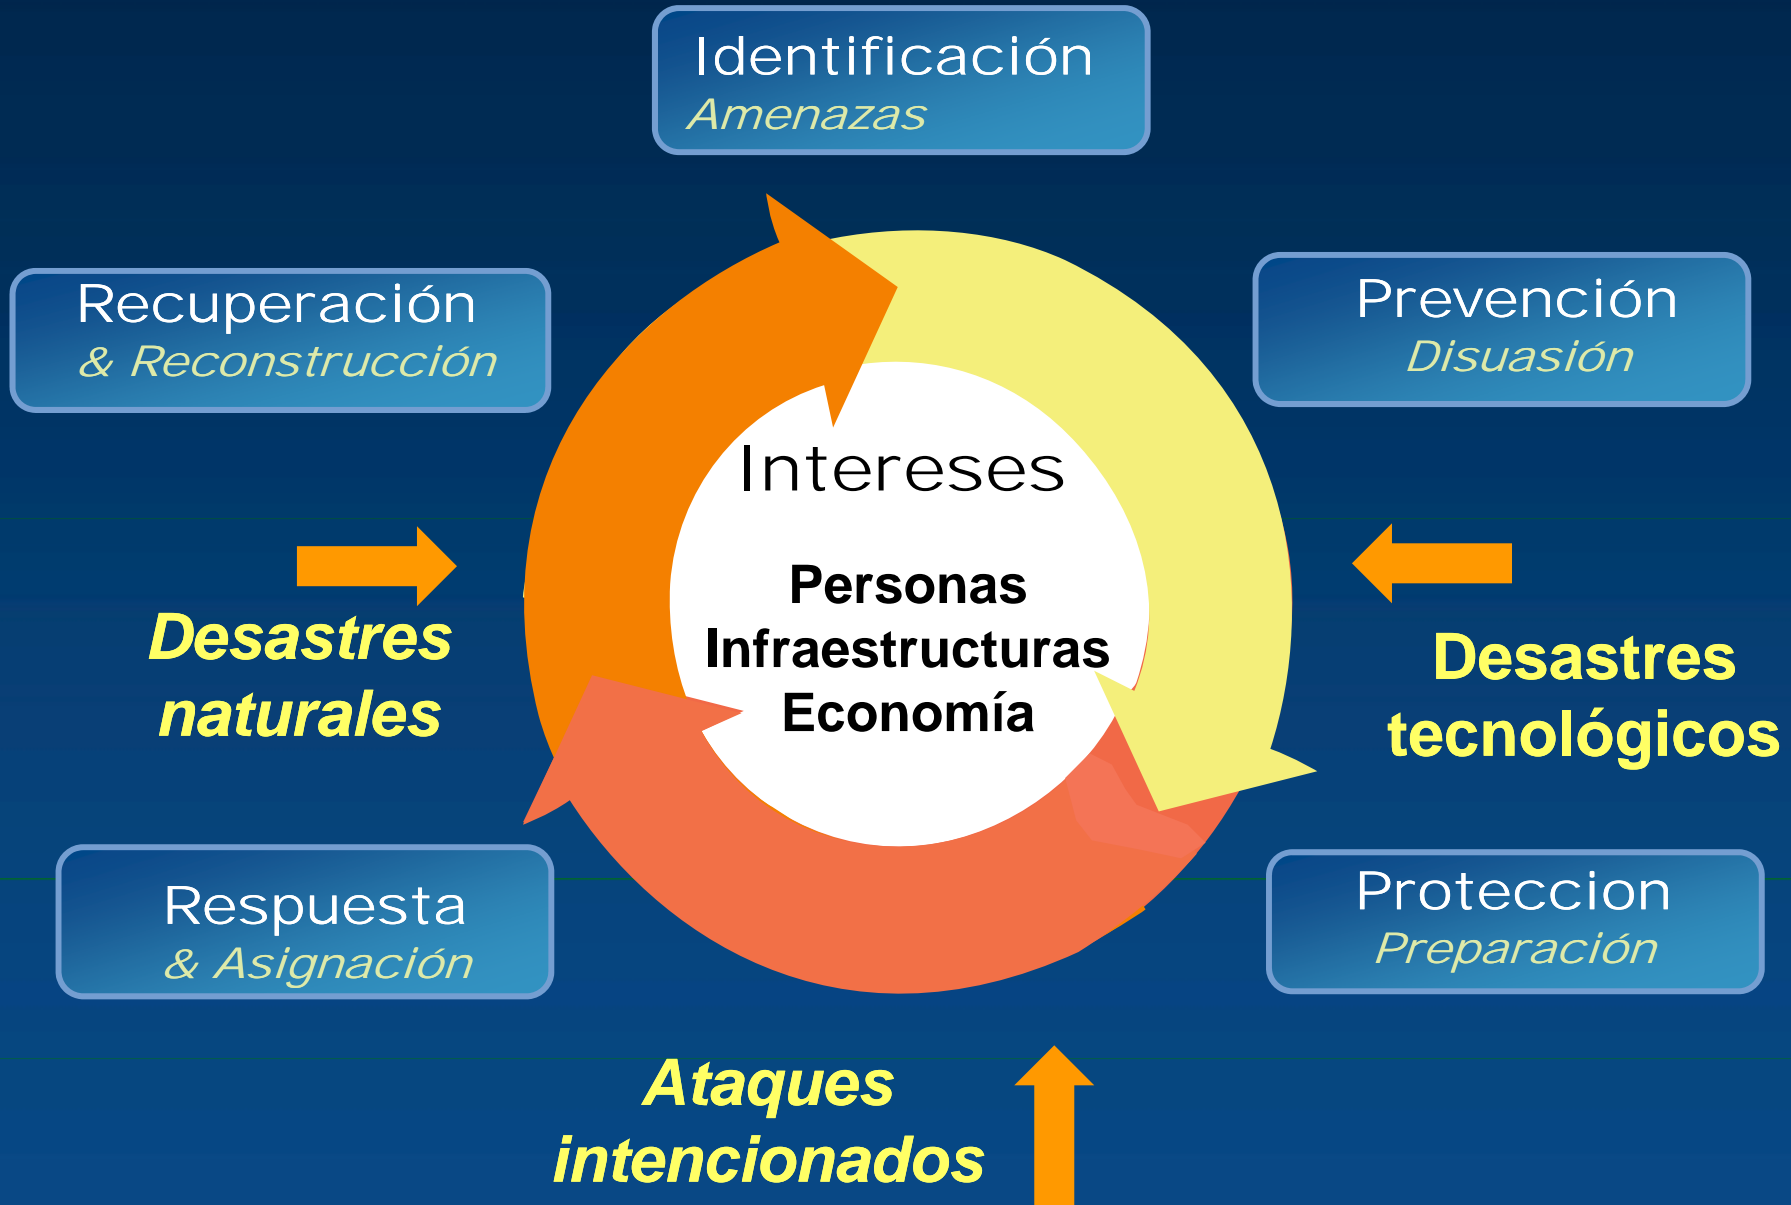 Identificación
Amenazas
Recuperación
& Reconstrucción
Prevención
Disuasión
Intereses
Personas
Infraestructuras
Economía
Desastres
naturales
Desastres
tecnológicos
Respuesta
& Asignación
Proteccion
Preparación
Ataques
intencionados